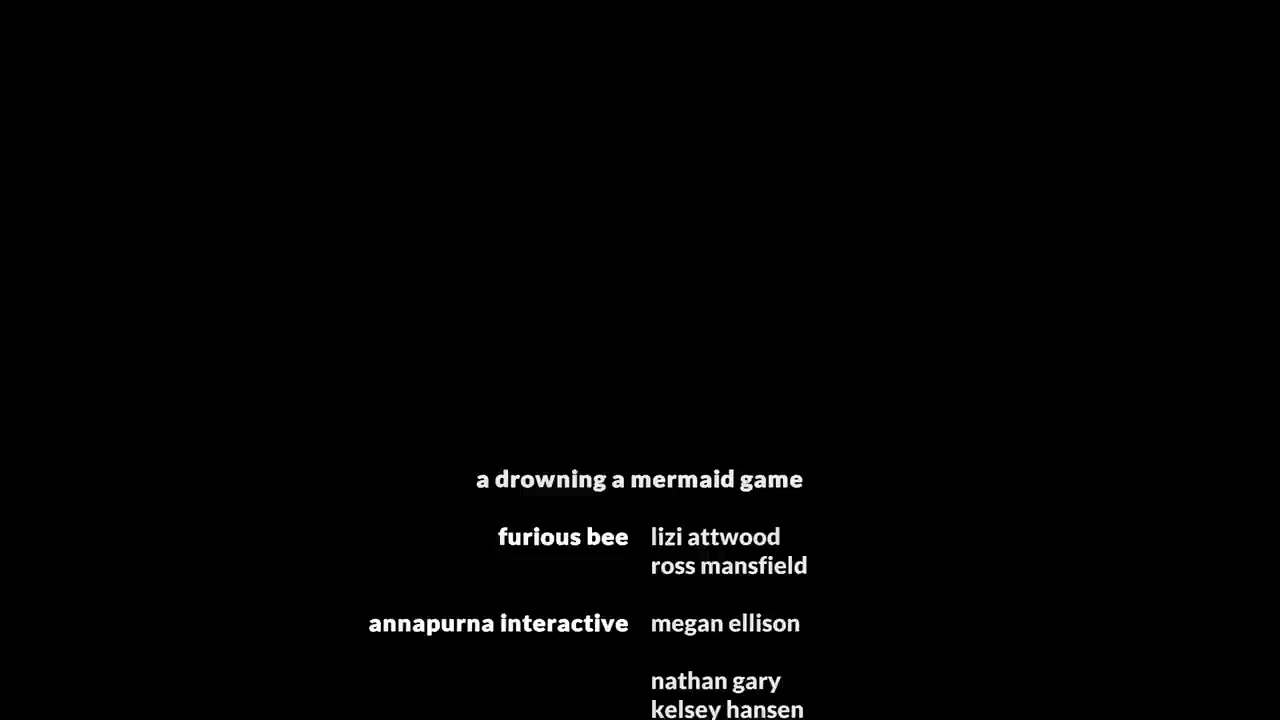 a drowning a mermaid game
furious bee lizi attwood
ross mansfield
annapurna interactive megan ellison
nathan gary
kelsey hansen